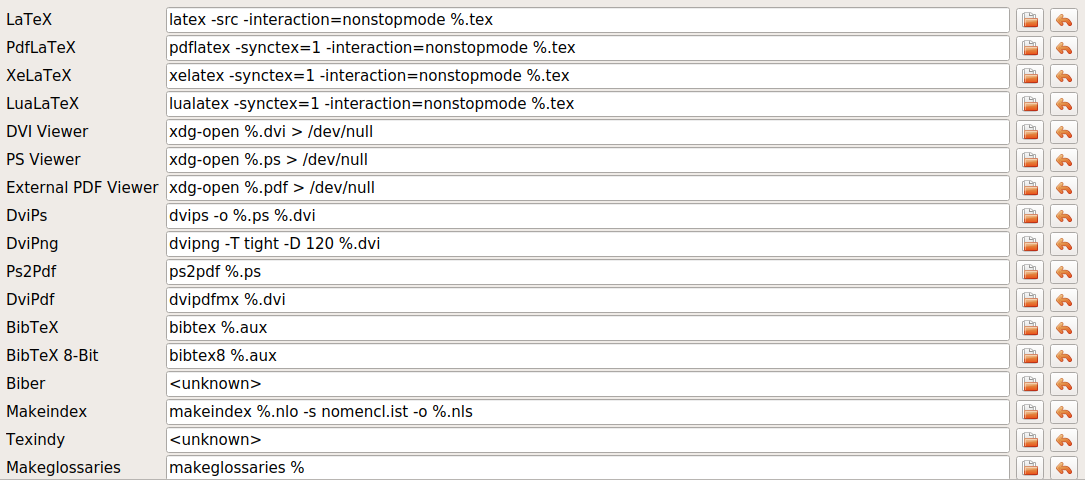 LaTeX latex -src -interaction=nonstopmode %.tex
PdfLaTeX pdflatex -synctex=1 -interaction=nonstopmode %.tex
XeLaTeX xelatex -synctex=1 -interaction=nonstopmode %.tex
LuaLaTeX lualatex -synctex=1 -interaction=nonstopmode %.tex
DVI Viewer xdg-open %.dvi > /dev/null
PS Viewer xdg-open %.ps > /dev/null
External PDF Viewer xdg-open %.pdf > /dev/null
DviPs dvips -o %.ps %.dvi
DviPng dvipng -T tight -D 120 %.dvi
Ps2Pdf ps2pdf %.ps
DviPdf dvipdfmx %.dvi
BibTeX bibtex %.aux
BibTeX 8-Bit bibtex8 %.aux
Biber <unknown>
Makeindex makeindex %.nlo -s nomencl.ist -o %.nls
Texindy <unknown>
Makeglossaries makeglossaries %